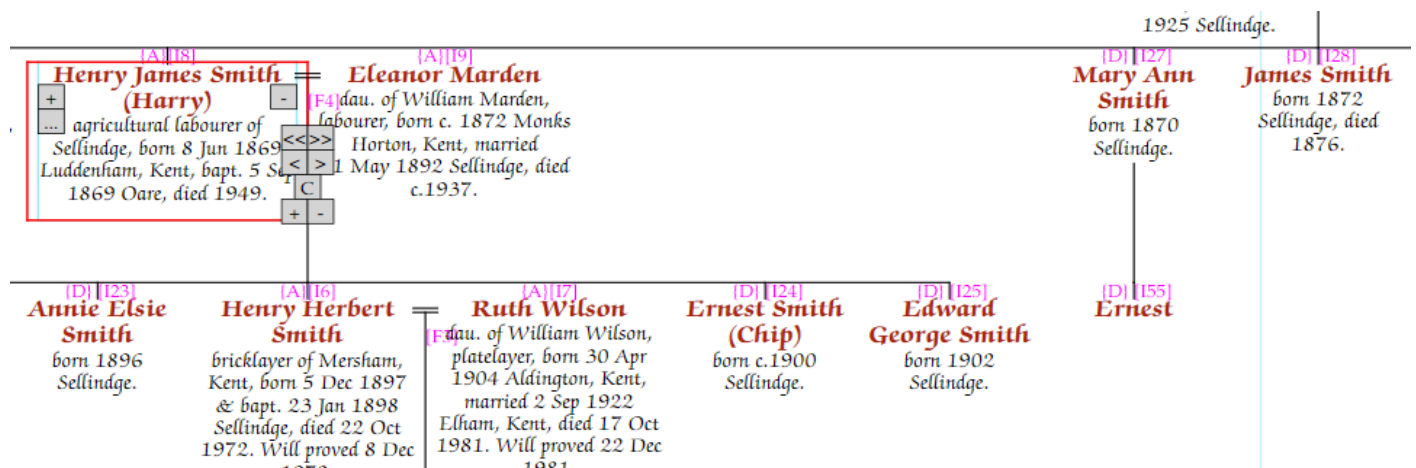 1925 Sellindge.
{A} [I8]
Henry James Smith
(Harry)
agricultural labourer of
Sellindge, born 8 Jun 1869
Luddenham, Kent, bapt. 5 Sep
1869 Oare, died 1949.
+
-
...
<< >>
< >
C
+ -
{A} [I9]
Eleanor Marden
[F4]
dau. of William Marden,
labourer, born c. 1872 Monks
Horton, Kent, married
1 May 1892 Sellindge, died
c.1937.
{D} [I27]
Mary Ann
Smith
born 1870
Sellindge.
{D} [I28]
James Smith
born 1872
Sellindge, died
1876.
{D} [I23]
Annie Elsie
Smith
born 1896
Sellindge.
{A} [I6]
Henry Herbert
Smith
bricklayer of Mersham,
Kent, born 5 Dec 1897
& bapt. 23 Jan 1898
Sellindge, died 22 Oct
1972. Will proved 8 Dec
{A} [I7]
Ruth Wilson
dau. of William Wilson,
platelayer, born 30 Apr
1904 Aldington, Kent,
married 2 Sep 1922
Elham, Kent, died 17 Oct
1981. Will proved 22 Dec
1981.
{D} [I24]
Ernest Smith
(Chip)
born c.1900
Sellindge.
{D} [I25]
Edward
George Smith
born 1902
Sellindge.
{D} [I55]
Ernest